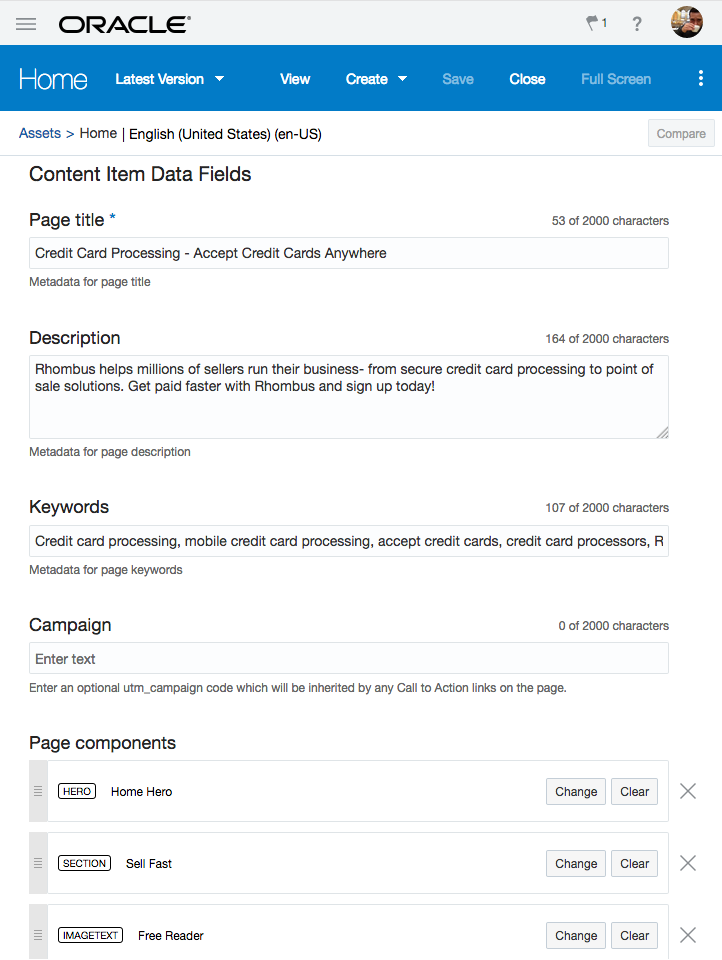 ORACLE®
1
?
Home
Latest Version
View
Create
Save
Close
Full Screen
Assets > Home | English (United States) (en-US)
Compare
Content Item Data Fields
Page title *
53 of 2000 characters
Credit Card Processing - Accept Credit Cards Anywhere
Metadata for page title
Description
164 of 2000 characters
Rhombus helps millions of sellers run their business- from secure credit card processing to point of
sale solutions. Get paid faster with Rhombus and sign up today!
Metadata for page description
Keywords
107 of 2000 characters
Credit card processing, mobile credit card processing, accept credit cards, credit card processors, R
Metadata for page keywords
Campaign
0 of 2000 characters
Enter text
Enter an optional utm_campaign code which will be inherited by any Call to Action links on the page.
Page components
HERO Home Hero Change Clear
SECTION Sell Fast Change Clear
IMAGETEXT Free Reader Change Clear